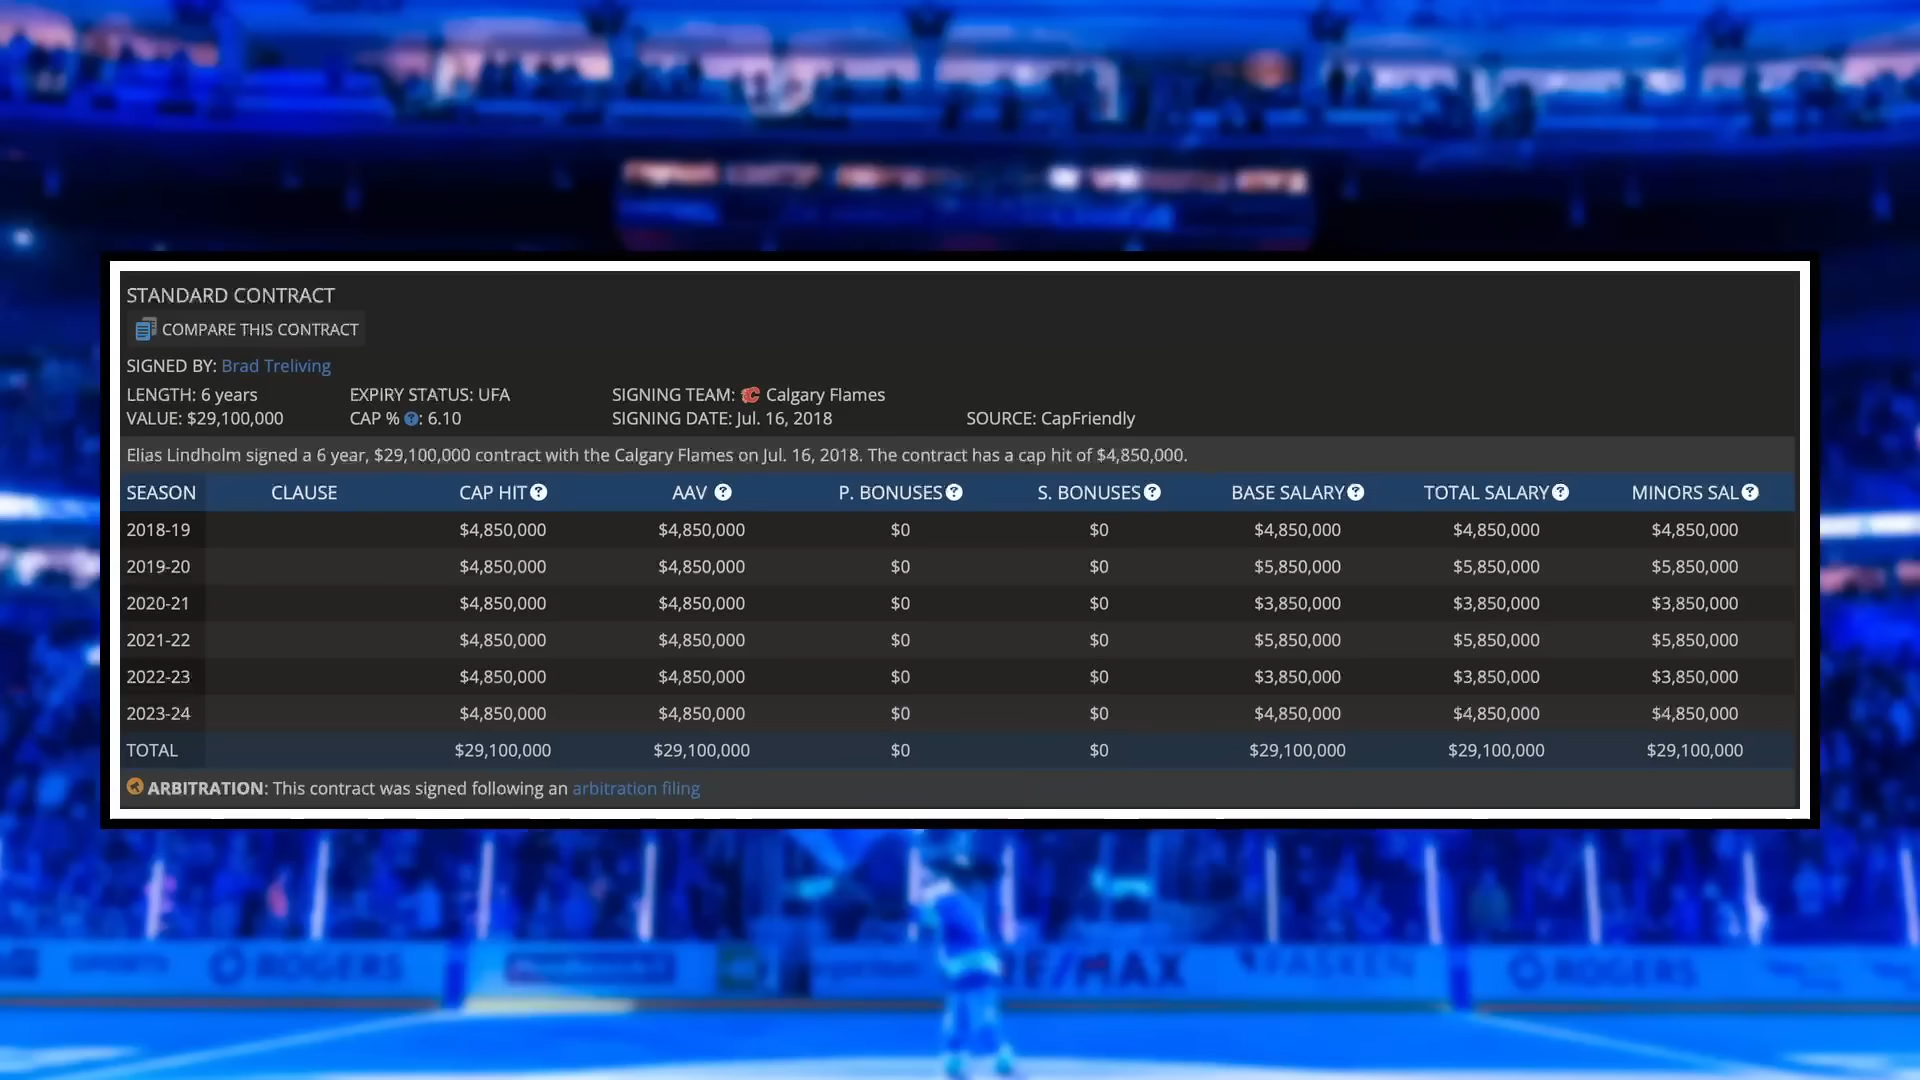 STANDARD CONTRACT
COMPARE THIS CONTRACT
SIGNED BY: Brad Treliving
LENGTH: 6 years EXPIRY STATUS: UFA SIGNING TEAM: Calgary Flames
VALUE: $29,100,000 CAP % ?: 6.10 SIGNING DATE: Jul. 16, 2018 SOURCE: CapFriendly
Elias Lindholm signed a 6 year, $29,100,000 contract with the Calgary Flames on Jul. 16, 2018. The contract has a cap hit of $4,850,000.
SEASON CLAUSE CAP HIT ? AAV ? P. BONUSES ? S. BONUSES ? BASE SALARY ? TOTAL SALARY ? MINORS SAL ?
2018-19 $4,850,000 $4,850,000 $0 $0 $4,850,000 $4,850,000 $4,850,000
2019-20 $4,850,000 $4,850,000 $0 $0 $5,850,000 $5,850,000 $5,850,000
2020-21 $4,850,000 $4,850,000 $0 $0 $3,850,000 $3,850,000 $3,850,000
2021-22 $4,850,000 $4,850,000 $0 $0 $5,850,000 $5,850,000 $5,850,000
2022-23 $4,850,000 $4,850,000 $0 $0 $3,850,000 $3,850,000 $3,850,000
2023-24 $4,850,000 $4,850,000 $0 $0 $4,850,000 $4,850,000 $4,850,000
TOTAL $29,100,000 $29,100,000 $0 $0 $29,100,000 $29,100,000 $29,100,000
ARBITRATION: This contract was signed following an arbitration filing
ROGERS RE/MAX FASKEN ROGERS